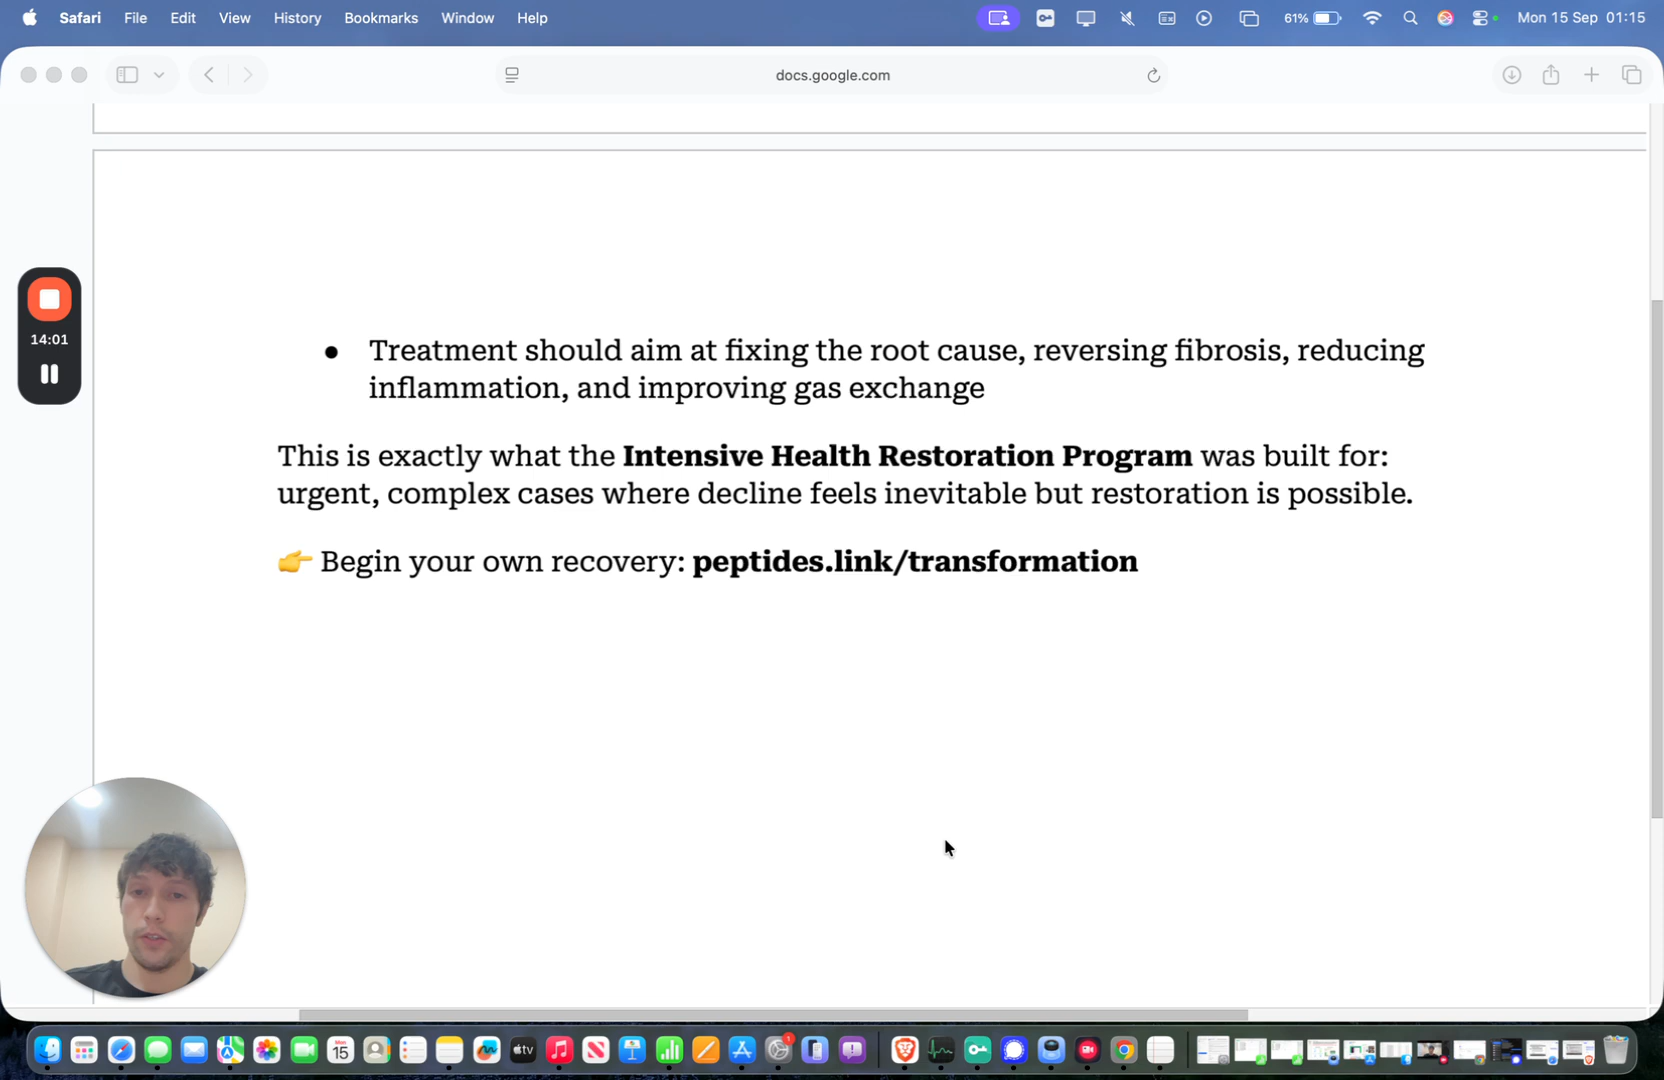 Safari File Edit View History Bookmarks Window Help 61% Mon 15 Sep 01:15
docs.google.com
14:01
● Treatment should aim at fixing the root cause, reversing fibrosis, reducing
inflammation, and improving gas exchange
This is exactly what the Intensive Health Restoration Program was built for:
urgent, complex cases where decline feels inevitable but restoration is possible.
👉 Begin your own recovery: peptides.link/transformation
Mon
15
tv
1